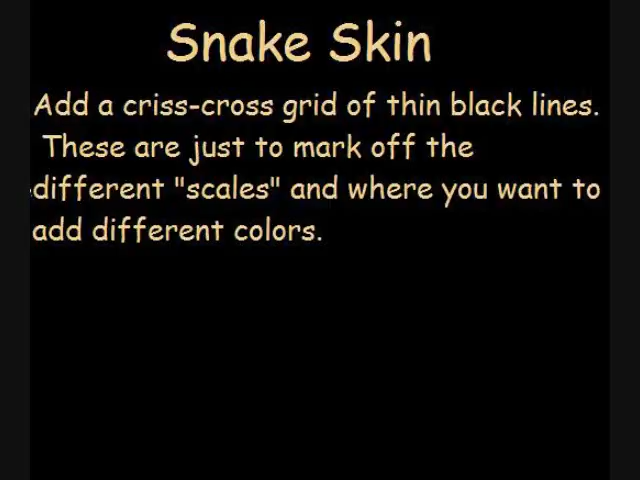 Snake Skin
Add a criss-cross grid of thin black lines.
These are just to mark off the
different "scales" and where you want to
add different colors.